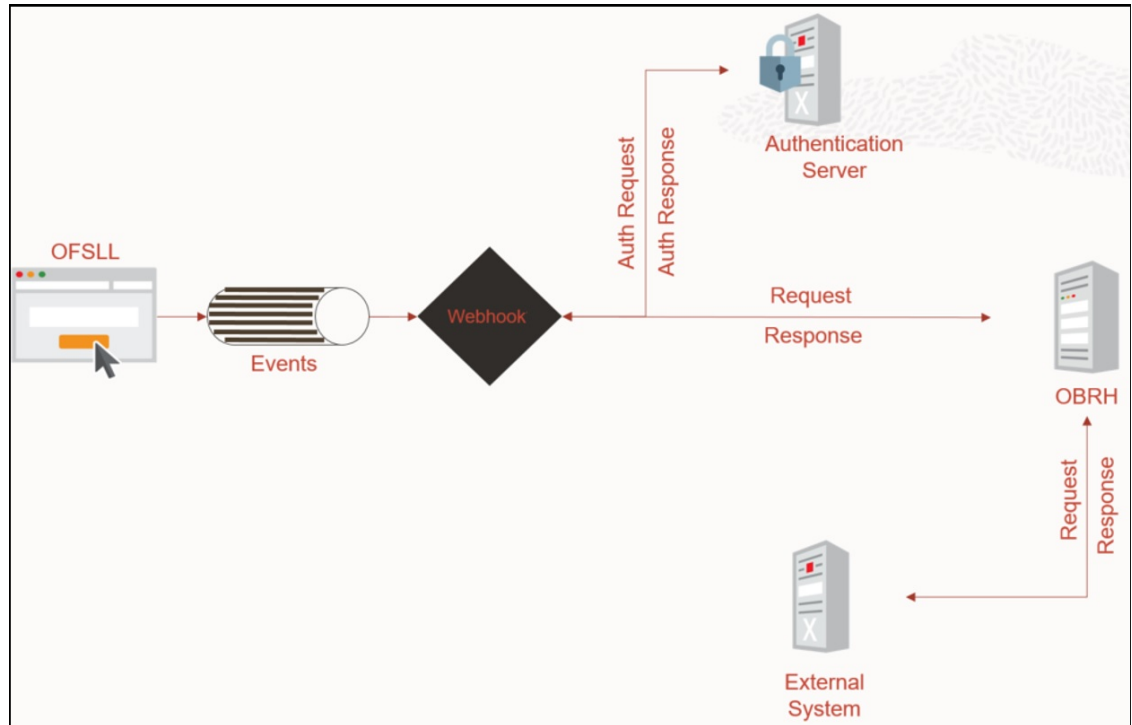 Authentication
Server
Auth Request
Auth Response
OFSLL
Events
Webhook
Request
Response
OBRH
Request
Response
External
System
X
X